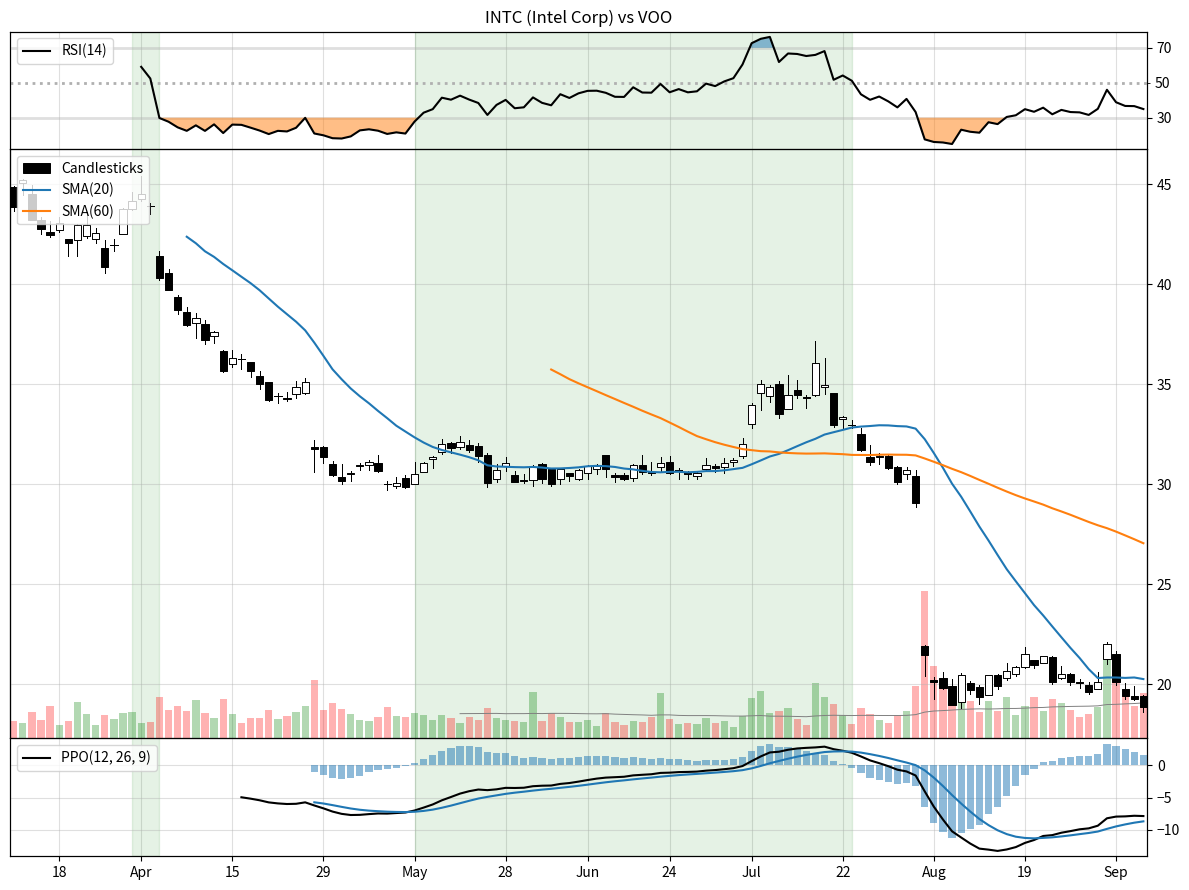 INTC (Intel Corp) vs VOO
RSI(14)
70
50
30
Candlesticks
SMA(20)
SMA(60)
45
40
35
30
25
20
PPO(12, 26, 9)
0
−5
−10
18 Apr 15 29 May 28 Jun 24 Jul 22 Aug 19 Sep